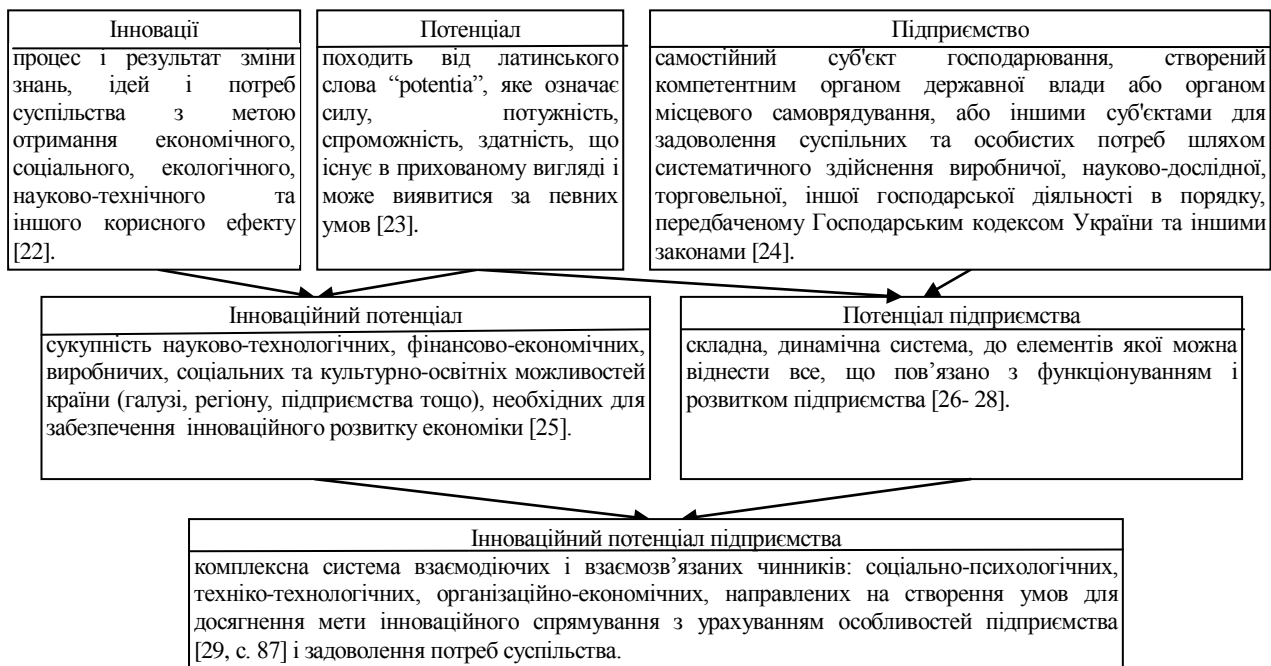 Інновації
процес і результат зміни
знань, ідей і потреб
суспільства з метою
отримання економічного,
соціального, екологічного,
науково-технічного та
іншого корисного ефекту
[22].
Потенціал
походить від латинського
слова “potentia”, яке означає
силу, потужність,
спроможність, здатність, що
існує в прихованому вигляді і
може виявитися за певних
умов [23].
Підприємство
самостійний суб'єкт господарювання, створений
компетентним органом державної влади або органом
місцевого самоврядування, або іншими суб'єктами для
задоволення суспільних та особистих потреб шляхом
систематичного здійснення виробничої, науково-дослідної,
торговельної, іншої господарської діяльності в порядку,
передбаченому Господарським кодексом України та іншими
законами [24].
Інноваційний потенціал
сукупність науково-технологічних, фінансово-економічних,
виробничих, соціальних та культурно-освітніх можливостей
країни (галузі, регіону, підприємства тощо), необхідних для
забезпечення інноваційного розвитку економіки [25].
Потенціал підприємства
складна, динамічна система, до елементів якої можна
віднести все, що пов’язано з функціонуванням і
розвитком підприємства [26- 28].
Інноваційний потенціал підприємства
комплексна система взаємодіючих і взаємозв’язаних чинників: соціально-психологічних,
техніко-технологічних, організаційно-економічних, направлених на створення умов для
досягнення мети інноваційного спрямування з урахуванням особливостей підприємства
[29, с. 87] і задоволення потреб суспільства.